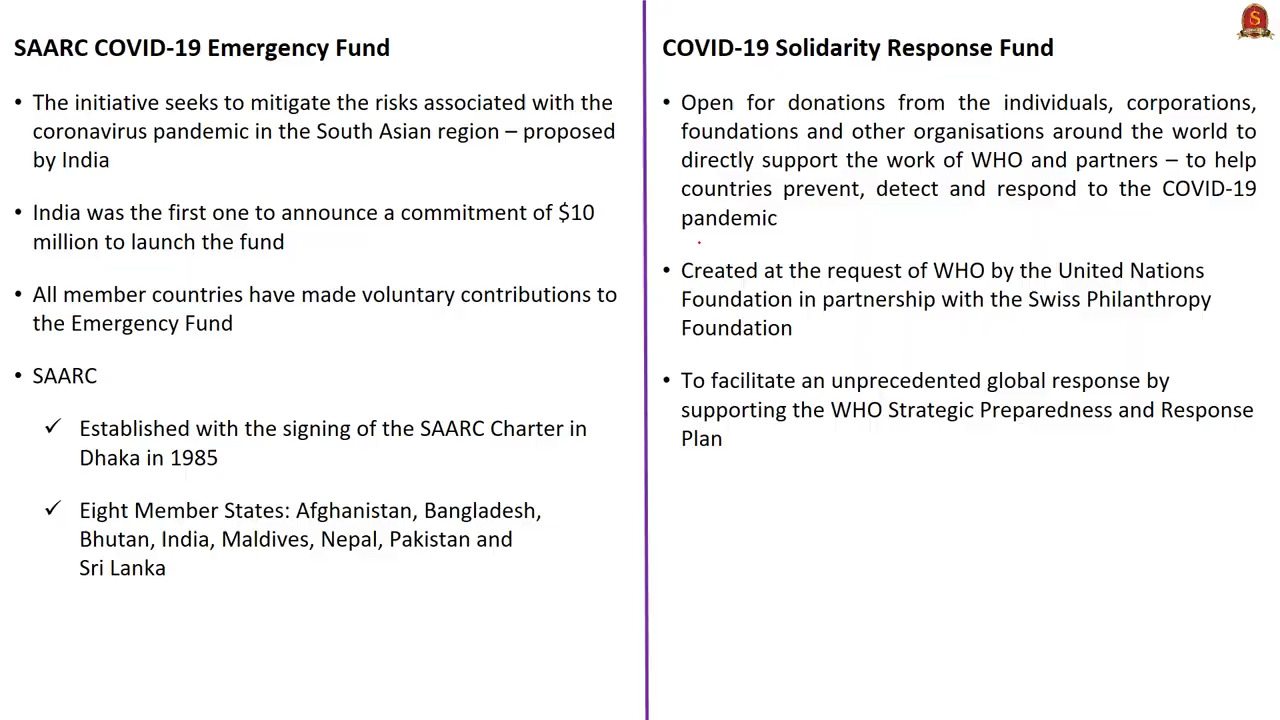 SAARC COVID-19 Emergency Fund
• The initiative seeks to mitigate the risks associated with the
coronavirus pandemic in the South Asian region – proposed
by India
• India was the first one to announce a commitment of $10
million to launch the fund
• All member countries have made voluntary contributions to
the Emergency Fund
• SAARC
✓ Established with the signing of the SAARC Charter in
Dhaka in 1985
✓ Eight Member States: Afghanistan, Bangladesh,
Bhutan, India, Maldives, Nepal, Pakistan and
Sri Lanka
COVID-19 Solidarity Response Fund
• Open for donations from the individuals, corporations,
foundations and other organisations around the world to
directly support the work of WHO and partners – to help
countries prevent, detect and respond to the COVID-19
pandemic
• Created at the request of WHO by the United Nations
Foundation in partnership with the Swiss Philanthropy
Foundation
• To facilitate an unprecedented global response by
supporting the WHO Strategic Preparedness and Response
Plan
S